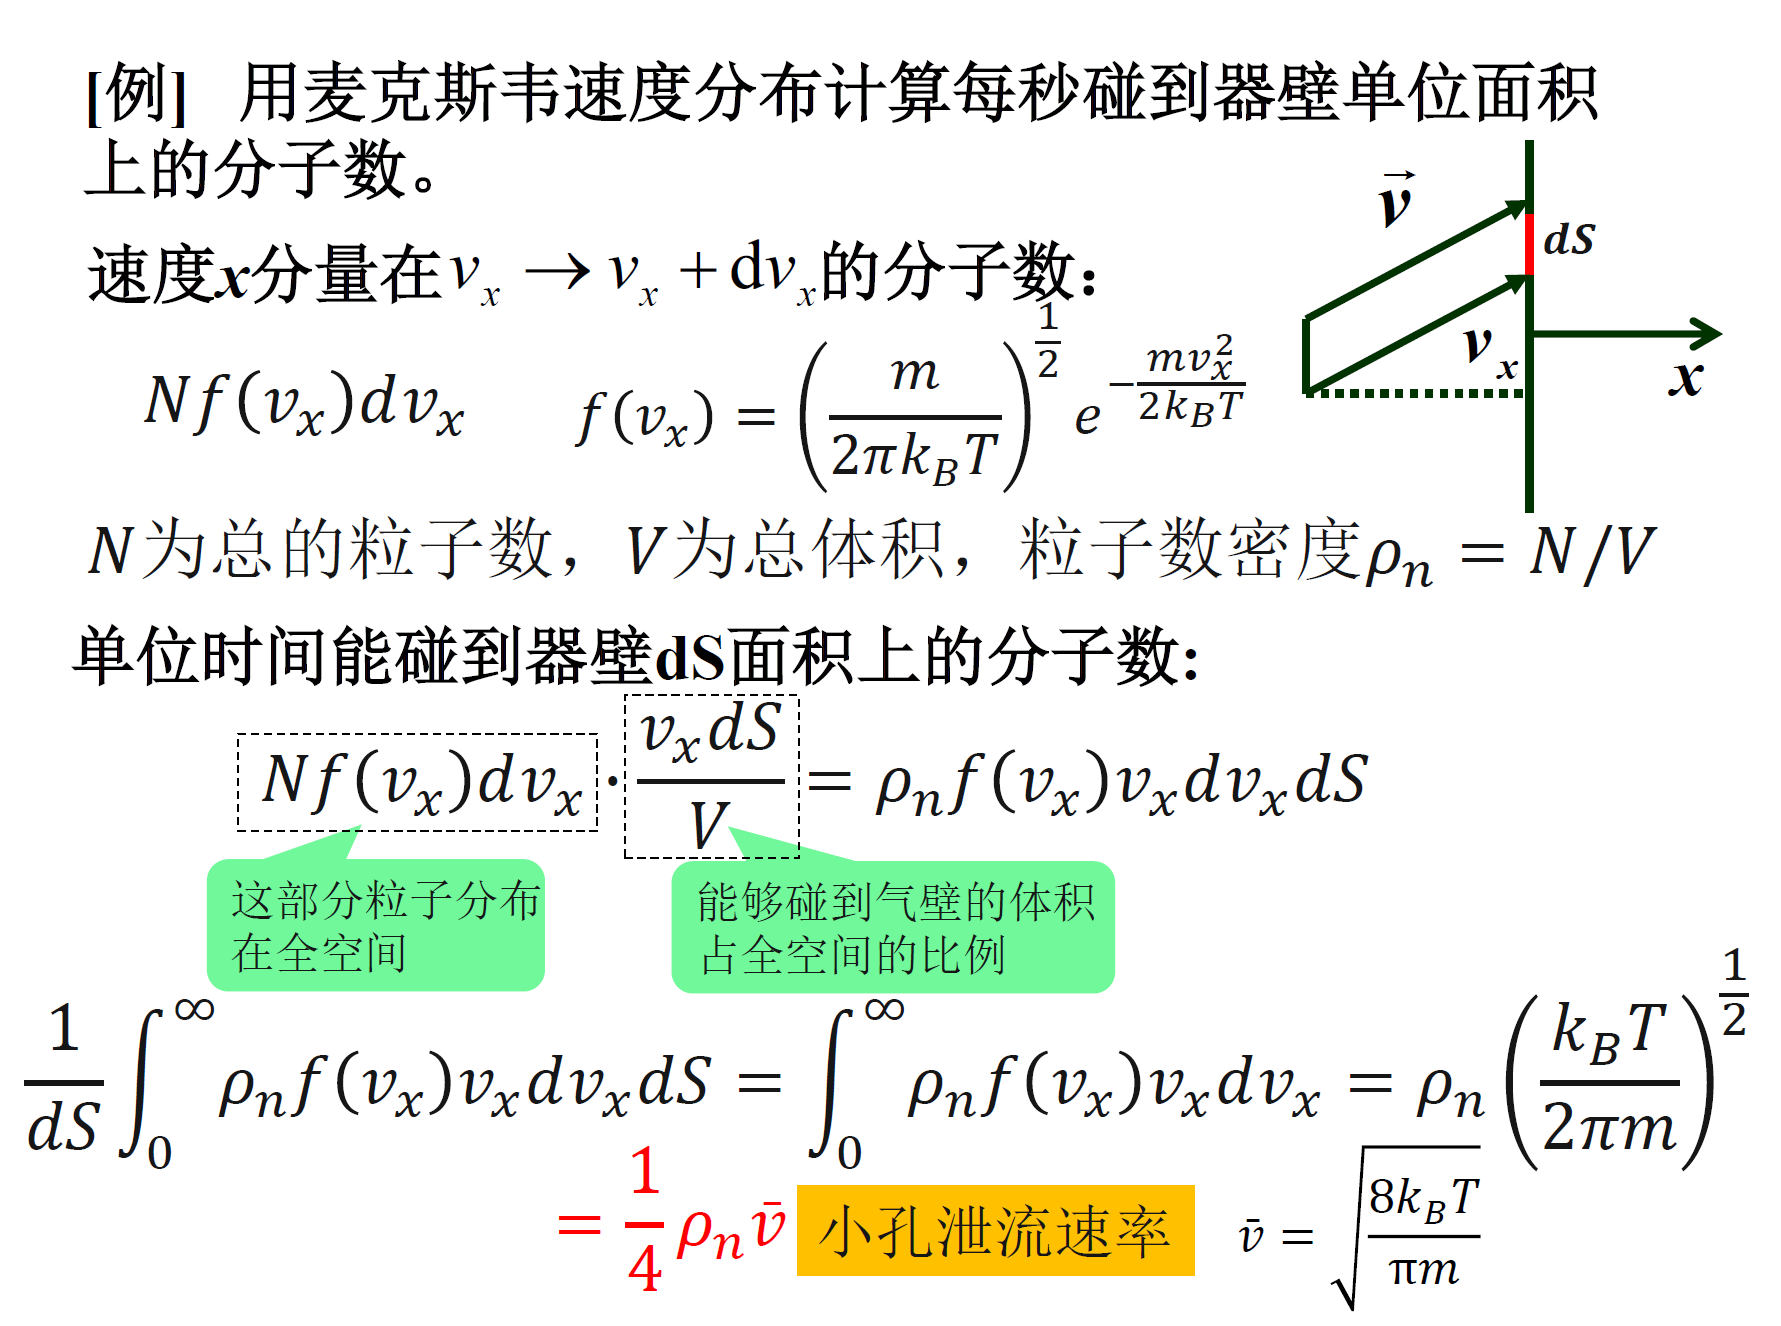 [例] 用麦克斯韦速度分布计算每秒碰到器壁单位面积
上的分子数。
$\vec{v}$
dS
速度x分量在 $v_x \rightarrow v_x + \mathrm{d}v_x$ 的分子数：
$v_x$
x
$Nf(v_x)dv_x$ $f(v_x) = \left(\frac{m}{2\pi k_B T}\right)^{\frac{1}{2}} e^{-\frac{mv_x^2}{2k_B T}}$
N为总的粒子数，V为总体积，粒子数密度$\rho_n = N/V$
单位时间能碰到器壁dS面积上的分子数:
$Nf(v_x)dv_x \cdot \frac{v_x dS}{V} = \rho_n f(v_x)v_x dv_x dS$
这部分粒子分布
在全空间
能够碰到气壁的体积
占全空间的比例
$\frac{1}{dS}\int_0^\infty \rho_n f(v_x)v_x dv_x dS = \int_0^\infty \rho_n f(v_x)v_x dv_x = \rho_n \left(\frac{k_B T}{2\pi m}\right)^{\frac{1}{2}}$
$= \frac{1}{4}\rho_n \bar{v}$ 小孔泄流速率 $\bar{v} = \sqrt{\frac{8k_B T}{\pi m}}$